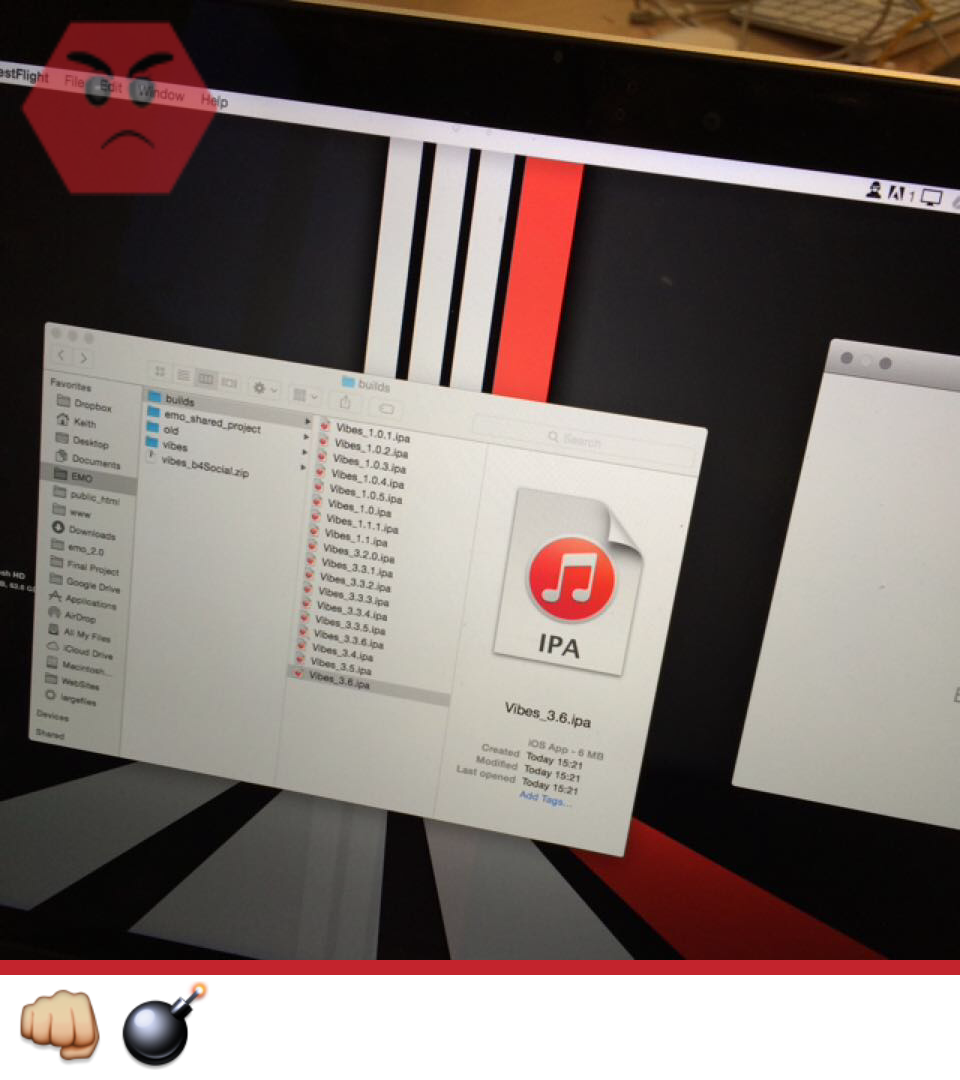 estFlight File Edit Window Help
1
builds
Search
Favorites
Dropbox
Keith
Desktop
Documents
EMO
public_html
www
Downloads
emo_2.0
Final Project
Google Drive
Applications
AirDrop
All My Files
iCloud Drive
Macintosh...
WebSites
largefiles
Devices
Shared
builds
emo_shared_project
old
vibes
vibes_b4Social.zip
Vibes_1.0.1.ipa
Vibes_1.0.2.ipa
Vibes_1.0.3.ipa
Vibes_1.0.4.ipa
Vibes_1.0.5.ipa
Vibes_1.0.ipa
Vibes_1.1.1.ipa
Vibes_1.1.ipa
Vibes_3.2.0.ipa
Vibes_3.3.1.ipa
Vibes_3.3.2.ipa
Vibes_3.3.3.ipa
Vibes_3.3.4.ipa
Vibes_3.3.5.ipa
Vibes_3.3.6.ipa
Vibes_3.4.ipa
Vibes_3.5.ipa
Vibes_3.6.ipa
IPA
Vibes_3.6.ipa
iOS App - 6 MB
Created Today 15:21
Modified Today 15:21
Last opened Today 15:21
Add Tags...
sh HD